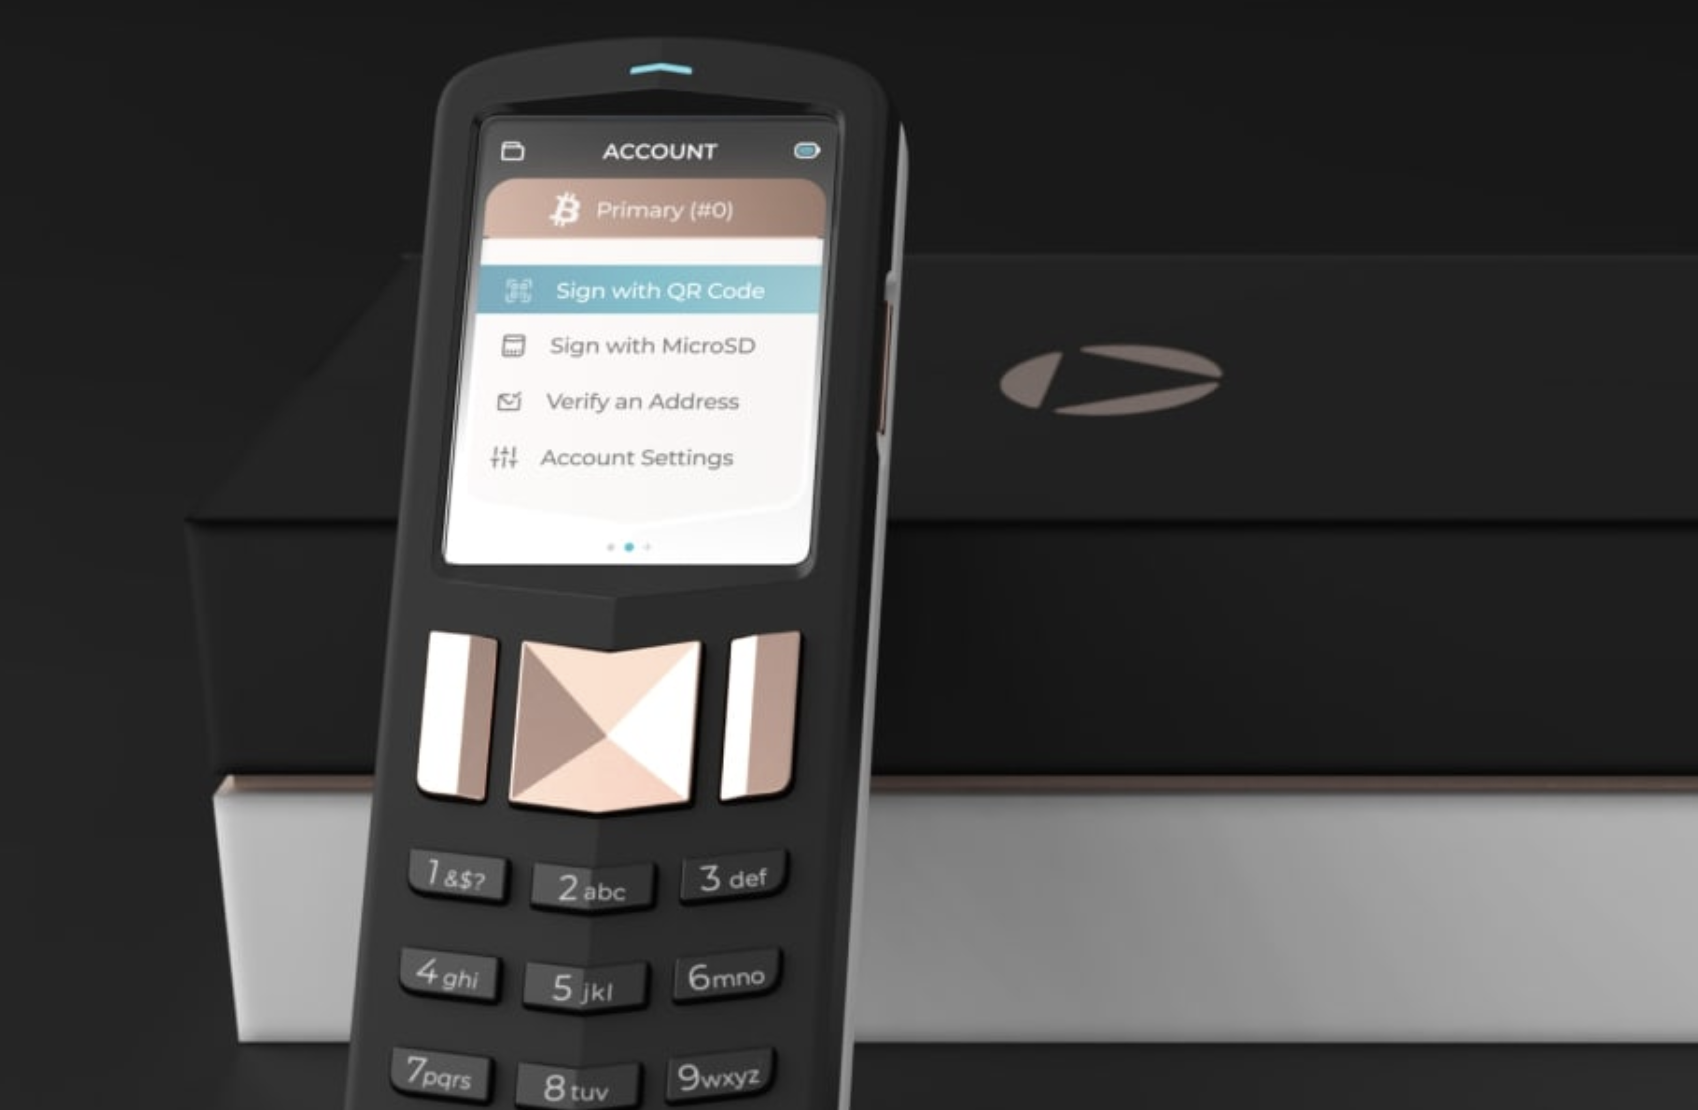 ACCOUNT
Primary (#0)
Sign with QR Code
Sign with MicroSD
Verify an Address
Account Settings
1 &$?
2 abc
3 def
4 ghi
5 jkl
6 mno
7 pqrs
8 tuv
9 wxyz